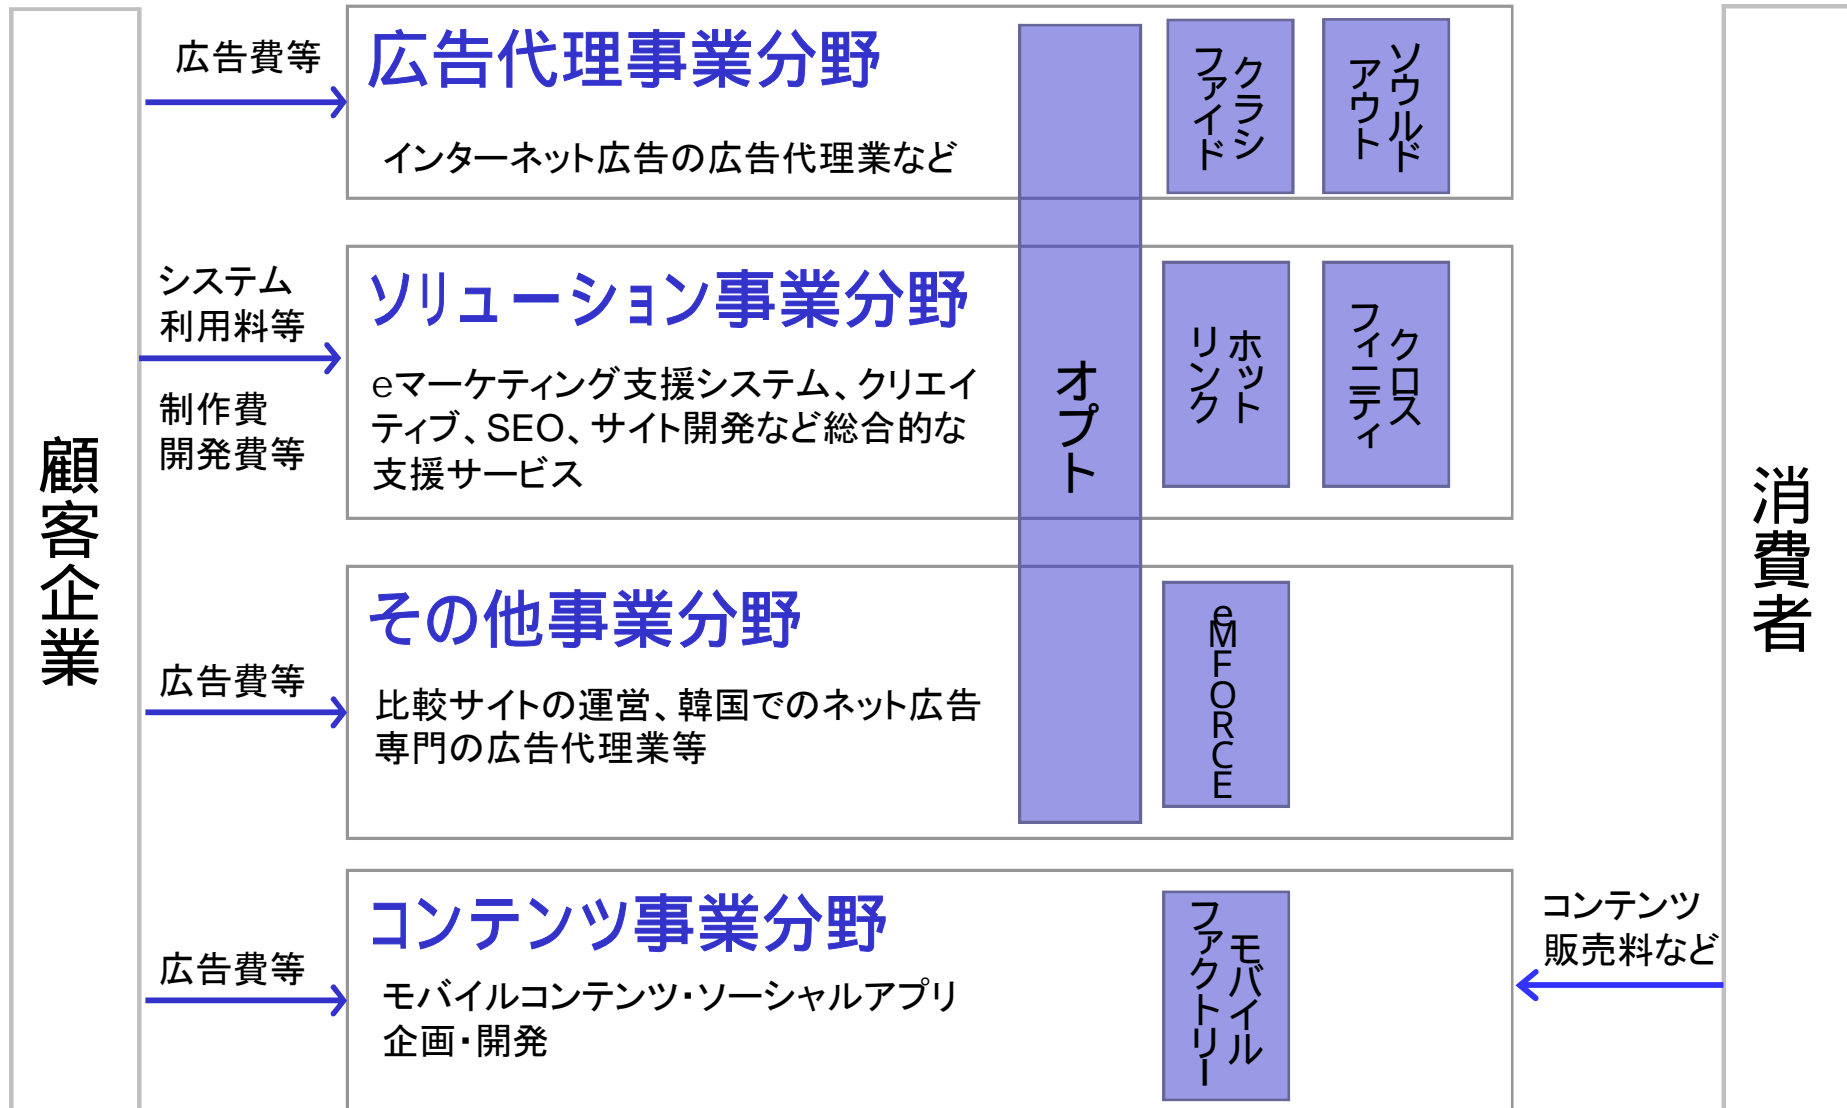 顧客企業
広告費等
広告代理事業分野
インターネット広告の広告代理業など
クラシ
ファイド
ソウルド
アウト
オプト
システム
利用料等
制作費
開発費等
ソリューション事業分野
eマーケティング支援システム、クリエイ
ティブ、SEO、サイト開発など総合的な
支援サービス
ホット
リンク
クロス
フィニティ
広告費等
その他事業分野
比較サイトの運営、韓国でのネット広告
専門の広告代理業等
eMFORCE
広告費等
コンテンツ事業分野
モバイルコンテンツ・ソーシャルアプリ
企画・開発
モバイル
ファクトリー
コンテンツ
販売料など
消費者